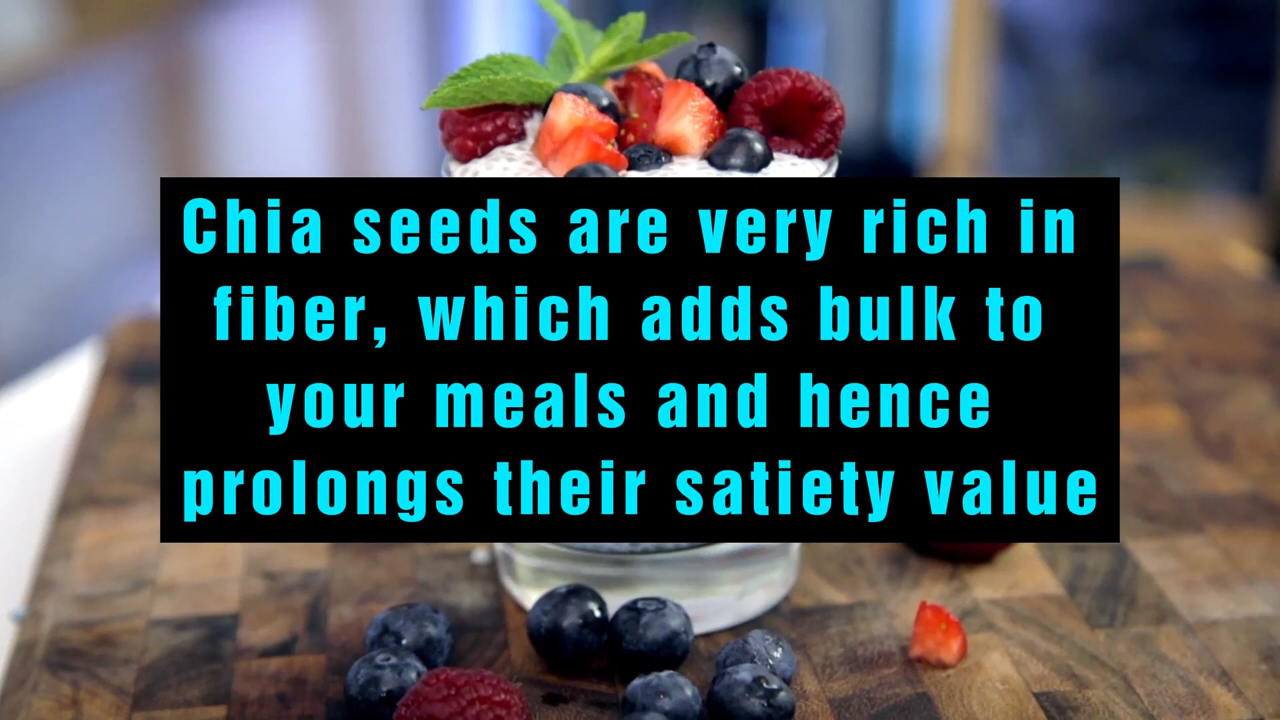 Chia seeds are very rich in
fiber, which adds bulk to
your meals and hence
prolongs their satiety value